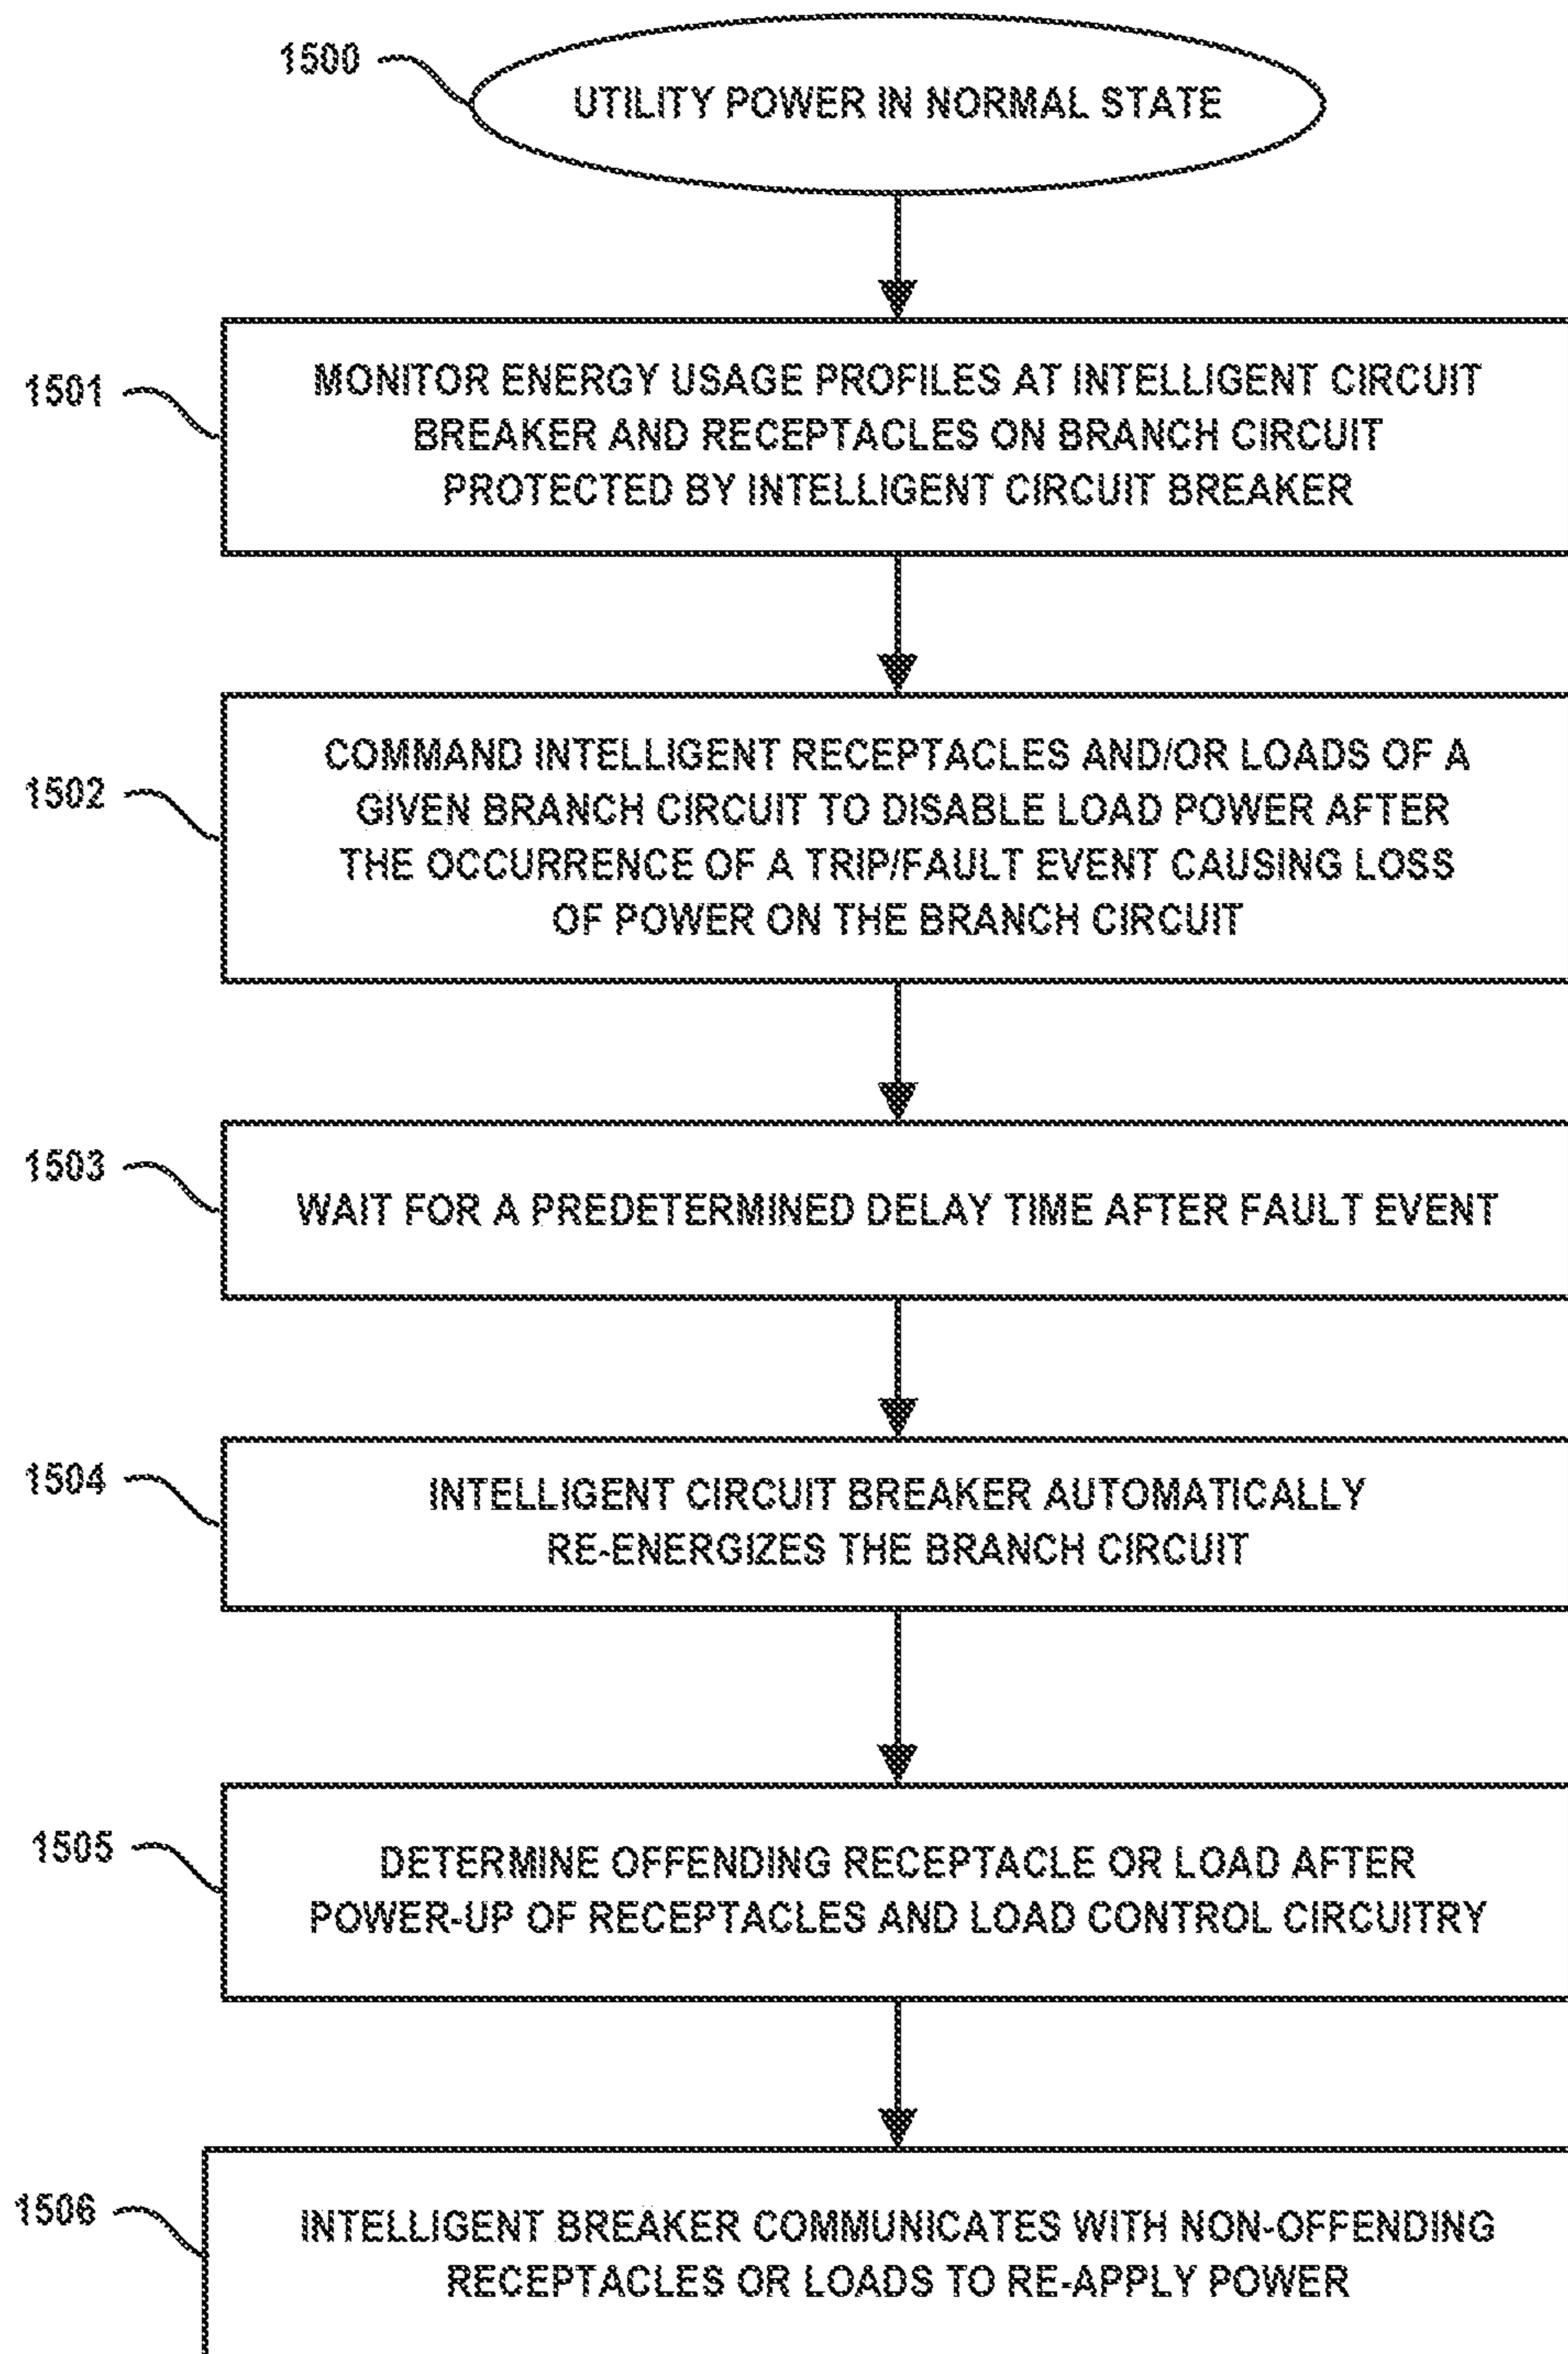 1500
UTILITY POWER IN NORMAL STATE
1501
MONITOR ENERGY USAGE PROFILES AT INTELLIGENT CIRCUIT
BREAKER AND RECEPTACLES ON BRANCH CIRCUIT
PROTECTED BY INTELLIGENT CIRCUIT BREAKER
1502
COMMAND INTELLIGENT RECEPTACLES AND/OR LOADS OF A
GIVEN BRANCH CIRCUIT TO DISABLE LOAD POWER AFTER
THE OCCURRENCE OF A TRIP/FAULT EVENT CAUSING LOSS
OF POWER ON THE BRANCH CIRCUIT
1503
WAIT FOR A PREDETERMINED DELAY TIME AFTER FAULT EVENT
1504
INTELLIGENT CIRCUIT BREAKER AUTOMATICALLY
RE-ENERGIZES THE BRANCH CIRCUIT
1505
DETERMINE OFFENDING RECEPTACLE OR LOAD AFTER
POWER-UP OF RECEPTACLES AND LOAD CONTROL CIRCUITRY
1506
INTELLIGENT BREAKER COMMUNICATES WITH NON-OFFENDING
RECEPTACLES OR LOADS TO RE-APPLY POWER